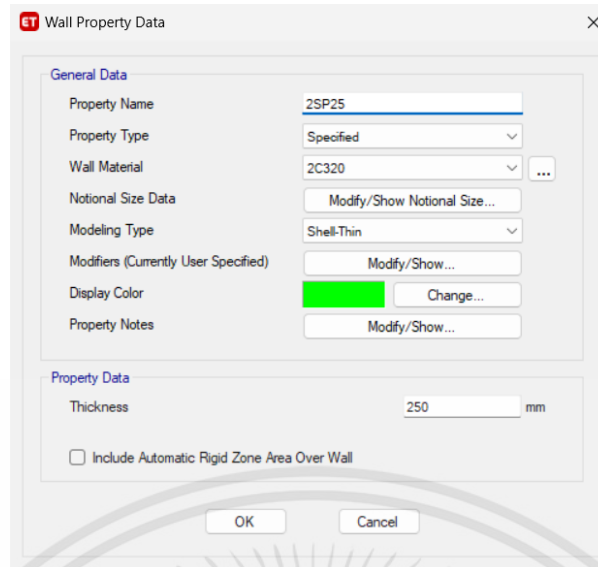 ET Wall Property Data
General Data
Property Name 2SP25
Property Type Specified
Wall Material 2C320 ...
Notional Size Data Modify/Show Notional Size...
Modeling Type Shell-Thin
Modifiers (Currently User Specified) Modify/Show...
Display Color Change...
Property Notes Modify/Show...
Property Data
Thickness 250 mm
Include Automatic Rigid Zone Area Over Wall
OK Cancel